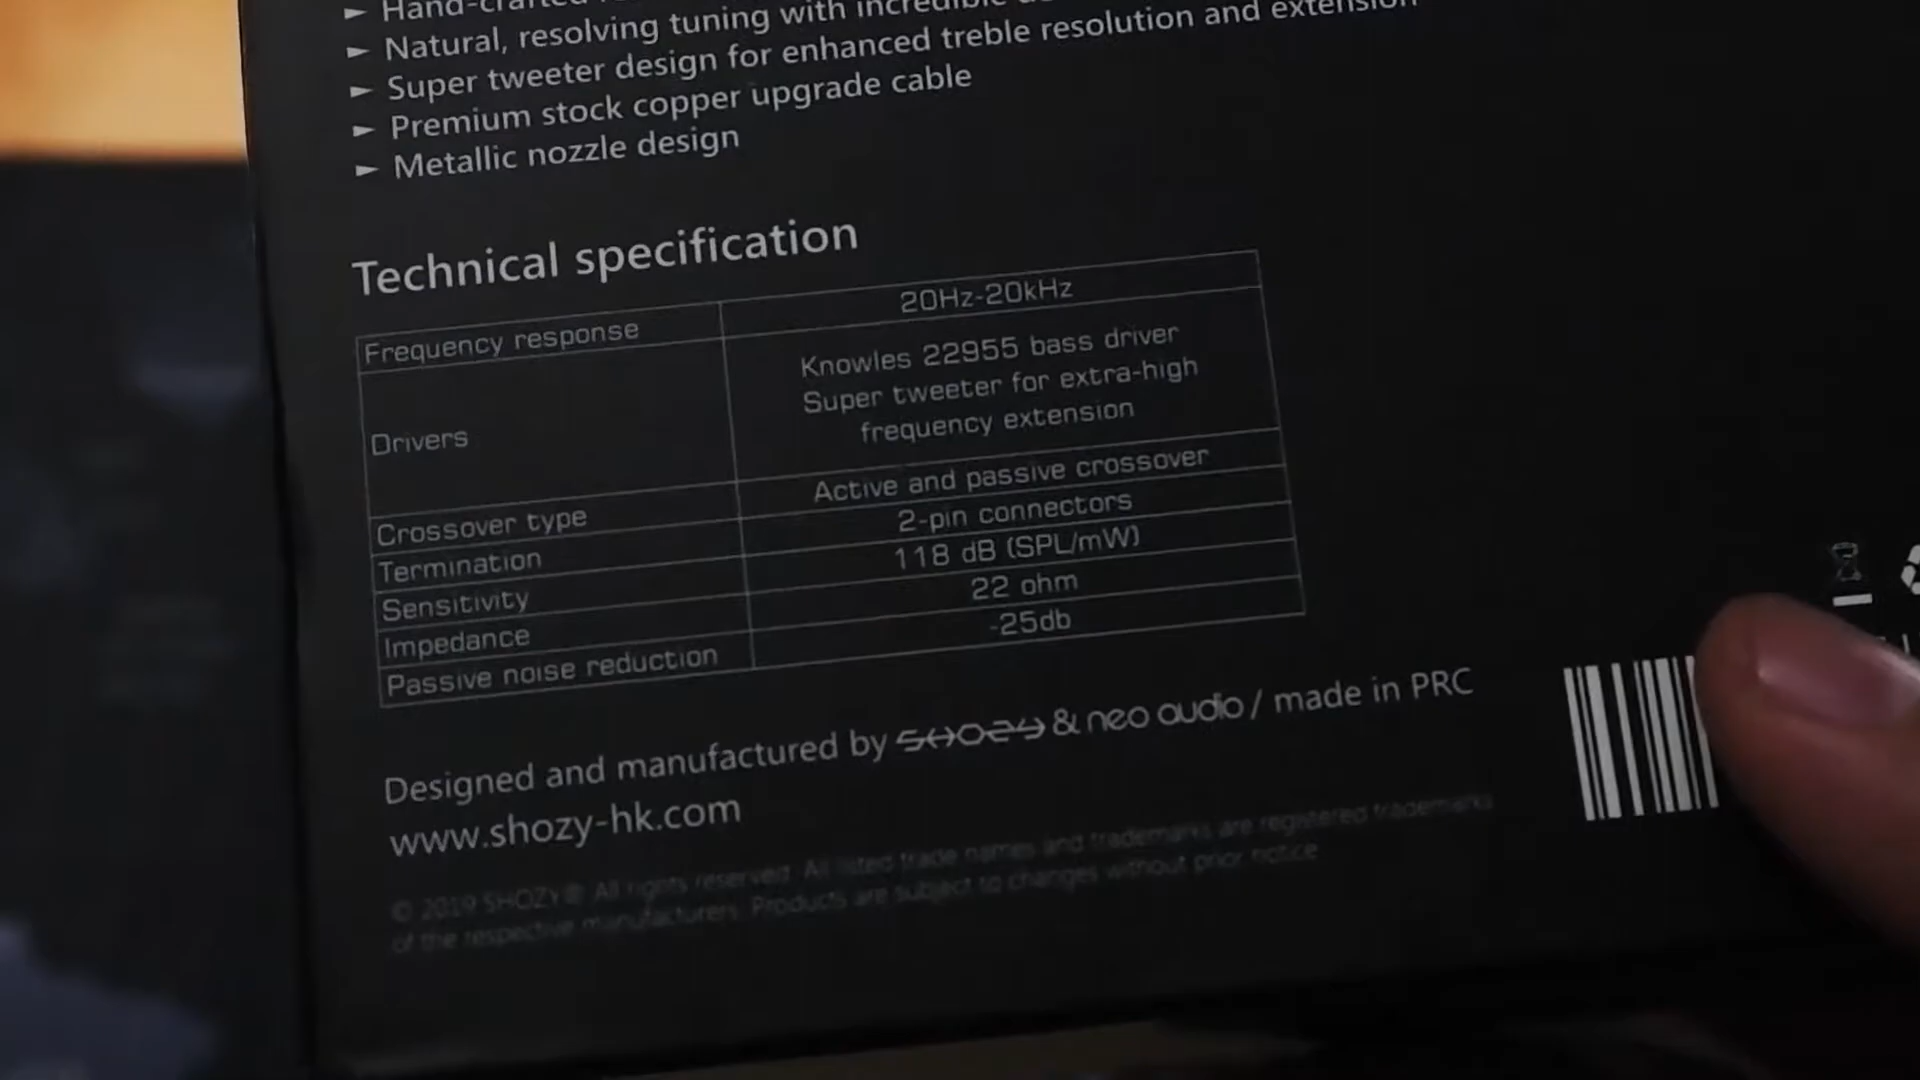 ► Hand-crafted
► Natural, resolving tuning with incredible
► Super tweeter design for enhanced treble resolution and extension
► Premium stock copper upgrade cable
► Metallic nozzle design
Technical specification
Frequency response 20Hz-20kHz
Drivers Knowles 22955 bass driver
Super tweeter for extra-high
frequency extension
Crossover type Active and passive crossover
Termination 2-pin connectors
Sensitivity 118 dB (SPL/mW)
Impedance 22 ohm
Passive noise reduction -25db
Designed and manufactured by SHOZY & neo audio / made in PRC
www.shozy-hk.com
© 2019 SHOZY® All rights reserved. All listed trade names and trademarks are registered trademarks
of the respective manufacturers. Products are subject to changes without prior notice